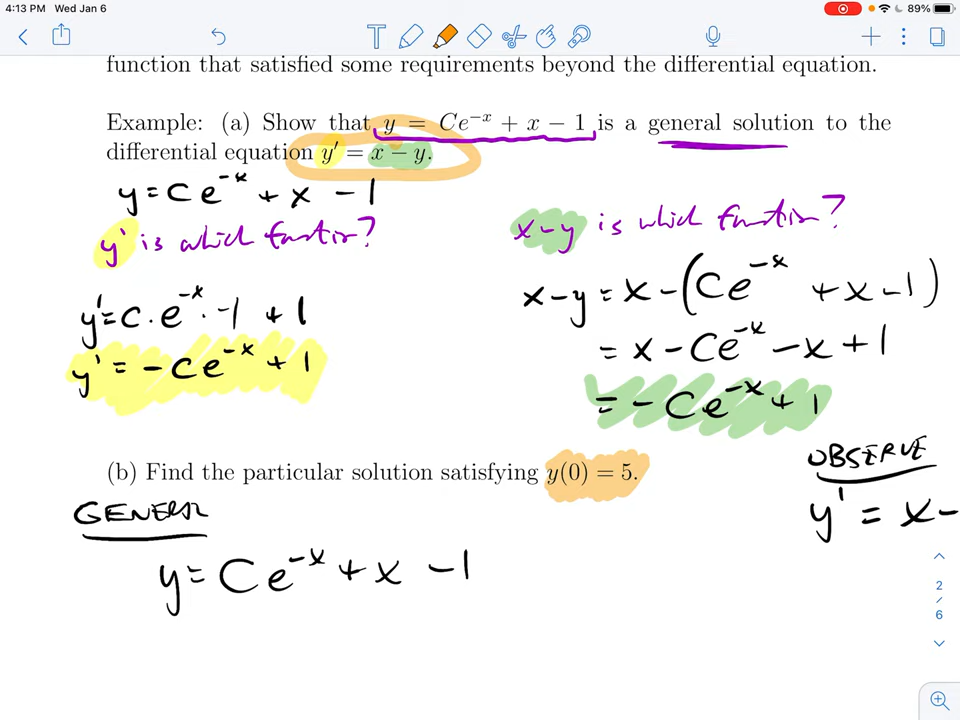 4:13 PM Wed Jan 6
89%
function that satisfied some requirements beyond the differential equation.
Example: (a) Show that y = Ce^{-x} + x − 1 is a general solution to the
differential equation y′ = x − y.
y = Ce^{-x} + x − 1
y' is which function?
y' = C · e^{-x} · -1 + 1
y' = -Ce^{-x} + 1
x-y is which function?
x-y = x-(Ce^{-x} + x-1)
= x - Ce^{-x} - x + 1
= -Ce^{-x} + 1
(b) Find the particular solution satisfying y(0) = 5.
OBSERVE
y' = x-
GENERAL
y = Ce^{-x} + x - 1
2
/
6